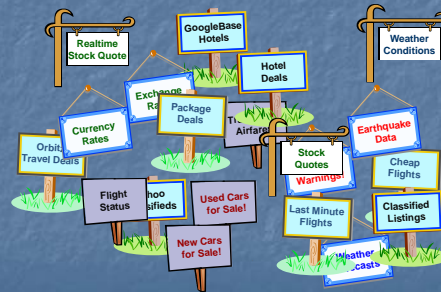 GoogleBase
Hotels
Realtime
Stock Quote
Weather
Conditions
Hotel
Deals
Exchange
Package
Deals
Currency
Rates
Airfare
Earthquake
Data
Travel Deals
Stock
Quotes
Cheap
Flights
Warnings!
Flight
Status
Used Cars
for Sale!
Last Minute
Flights
Classified
Listings
New Cars
for Sale!
Weather